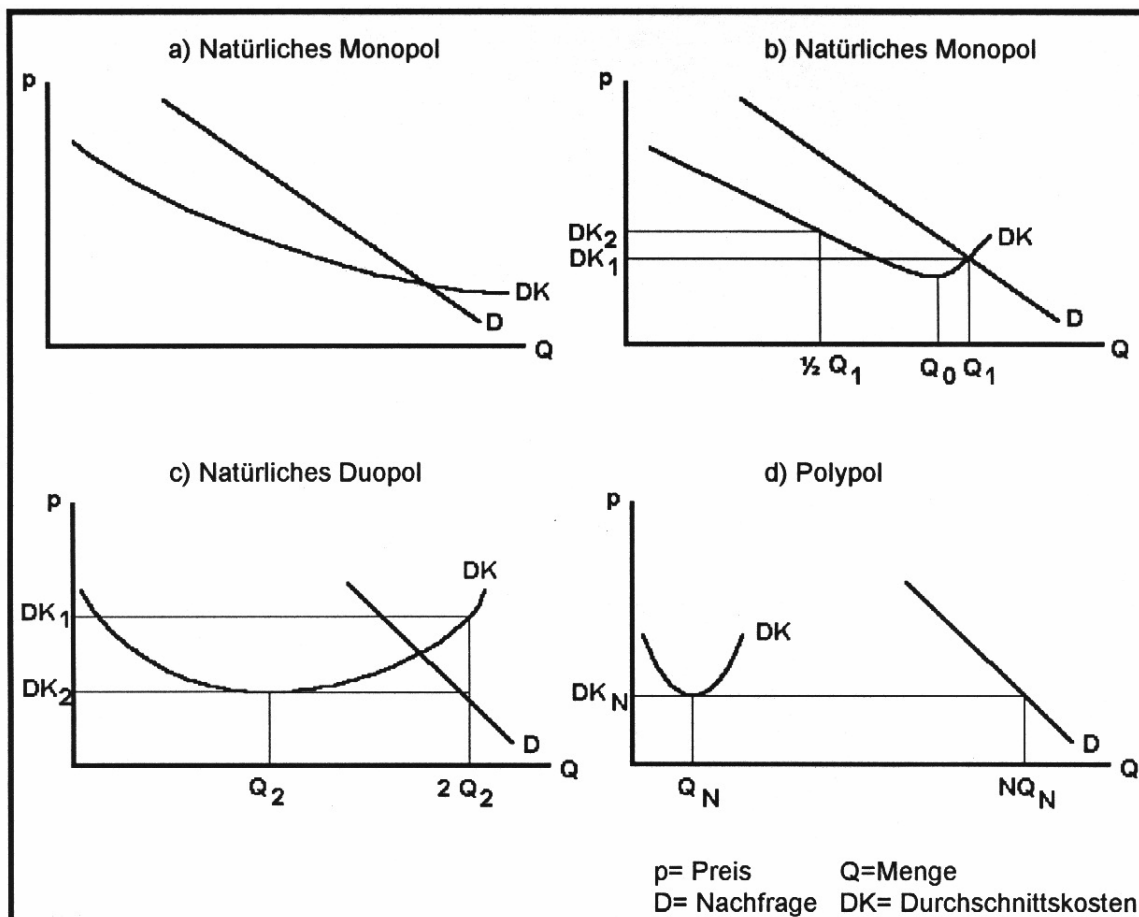 a) Natürliches Monopol
p
DK
D
Q
b) Natürliches Monopol
p
DK2
DK1
DK
D
½ Q1
Q0
Q1
Q
c) Natürliches Duopol
p
DK
DK1
DK2
D
Q2
2 Q2
Q
d) Polypol
p
DK
DKN
D
QN
NQN
Q
p= Preis Q=Menge
D= Nachfrage DK= Durchschnittskosten